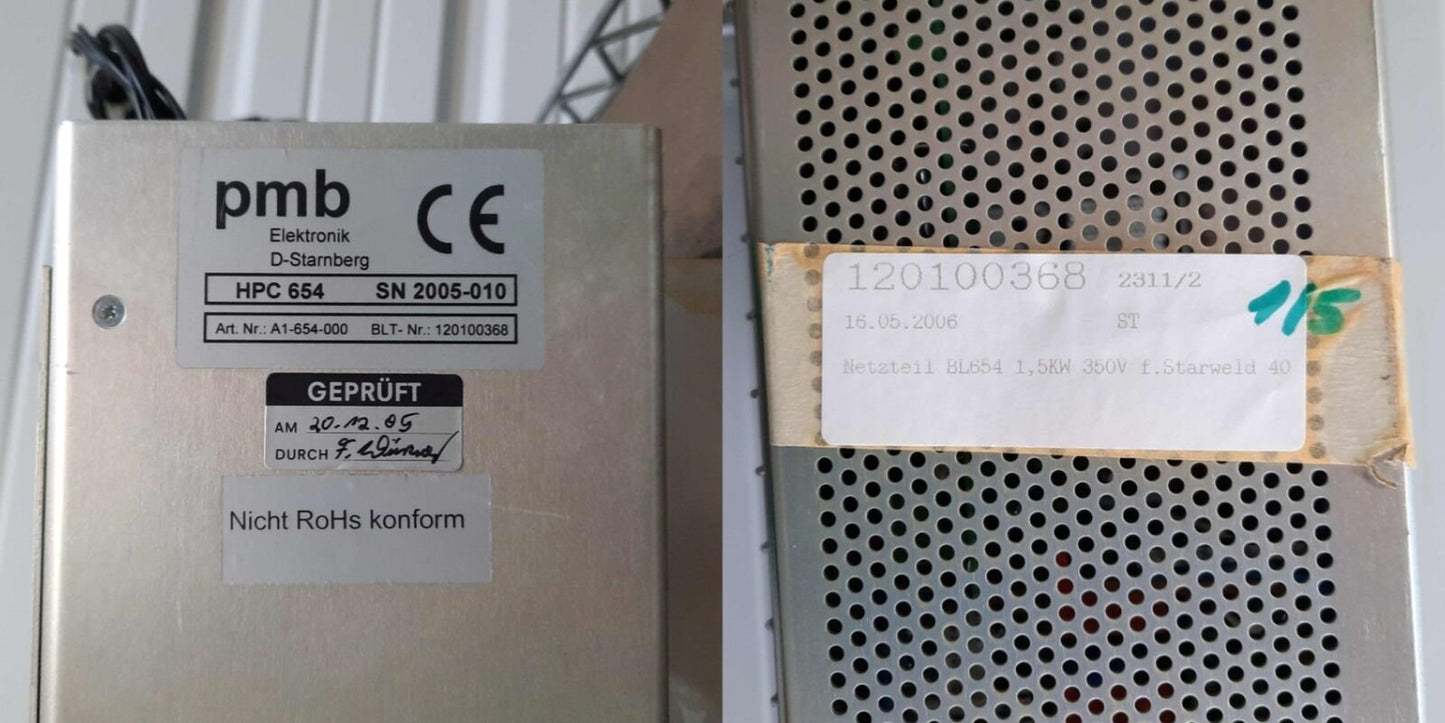 pmb
CE
Elektronik
D-Starnberg
HPC 654 SN 2005-010
Art. Nr.: A1-654-000 BLT- Nr.: 120100368
GEPRÜFT
AM 20.12.05
DURCH
Nicht RoHs konform
120100368 2311/2
1/5
16.05.2006 ST
Netzteil BL654 1,5KW 350V f.Starweld 40